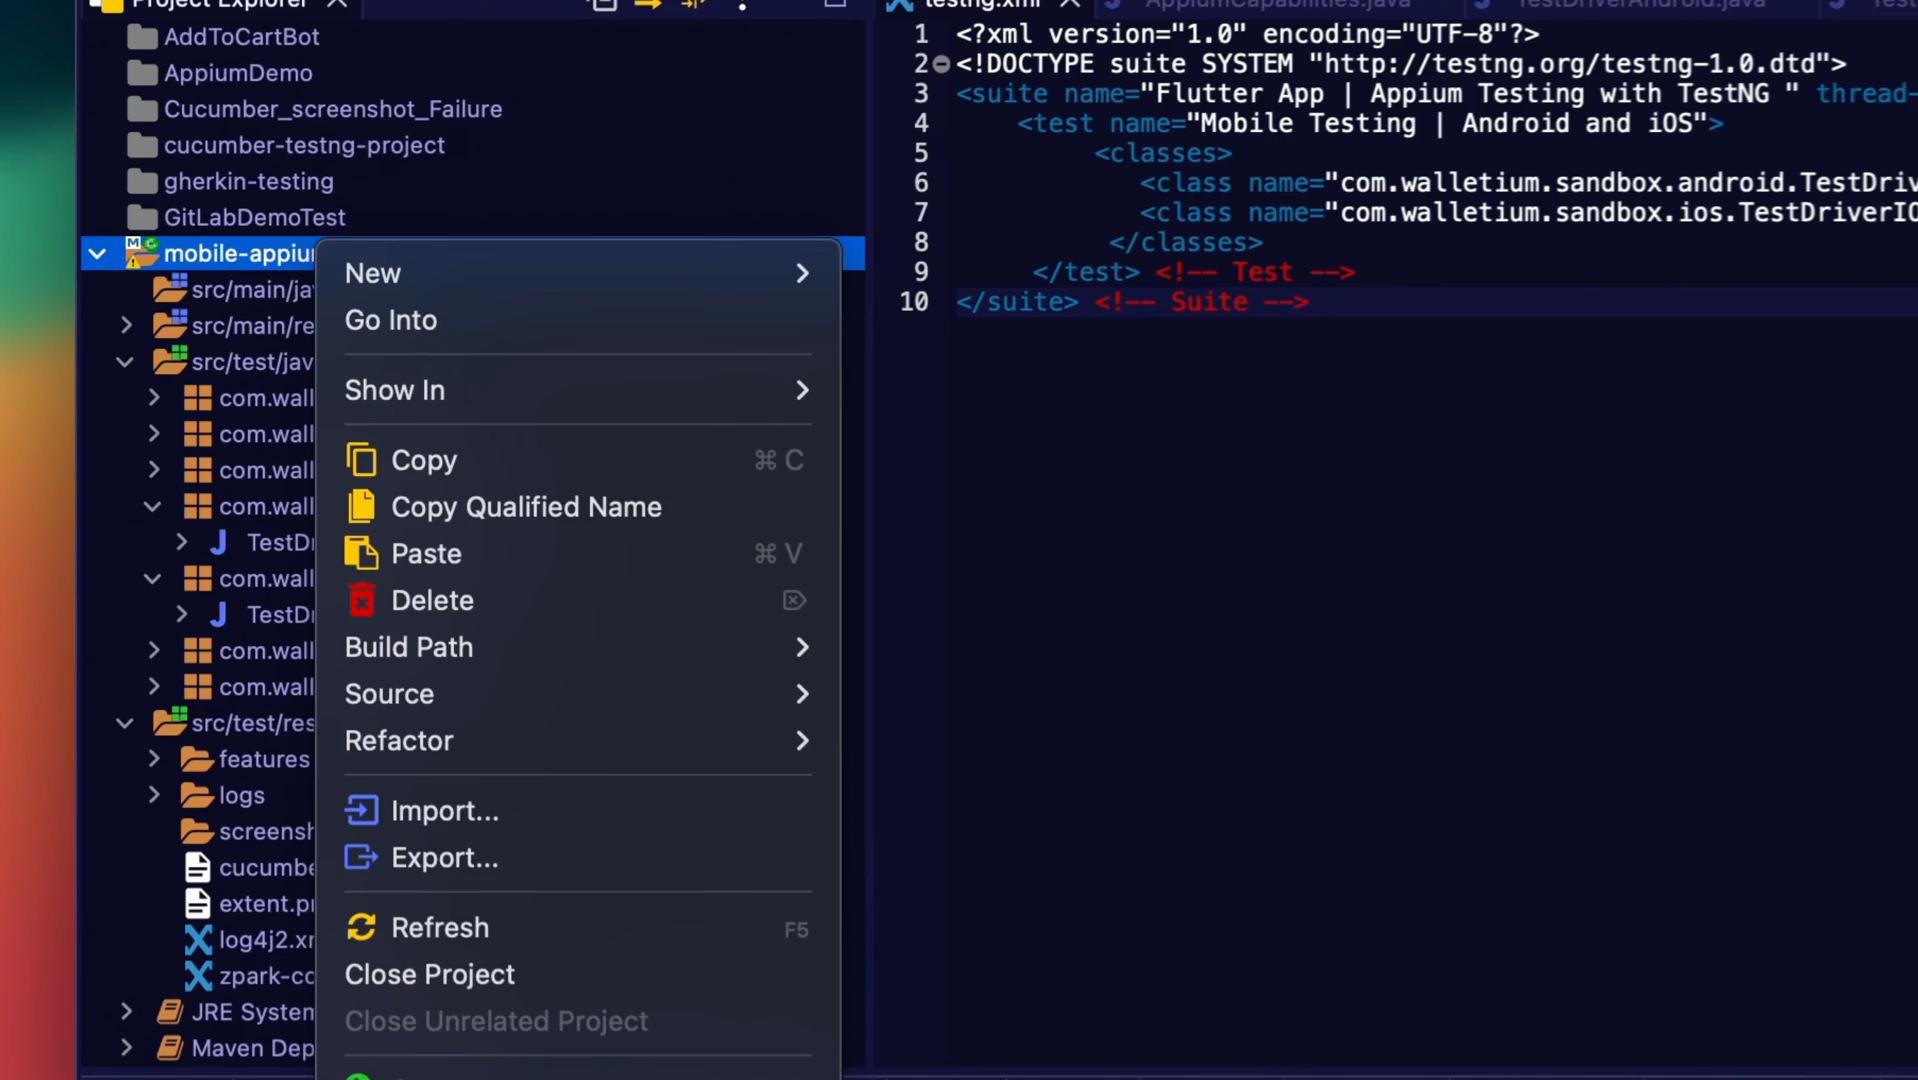 Project Explorer
AddToCartBot
AppiumDemo
Cucumber_screenshot_Failure
cucumber-testng-project
gherkin-testing
GitLabDemoTest
mobile-appium
src/main/ja
src/main/re
src/test/jav
com.wall
com.wall
com.wall
com.wall
TestDr
com.wall
TestDr
com.wall
com.wall
src/test/res
features
logs
screensh
cucumbe
extent.pr
log4j2.xm
zpark-co
JRE System
Maven Dep
New
Go Into
Show In
Copy ⌘ C
Copy Qualified Name
Paste ⌘ V
Delete
Build Path
Source
Refactor
Import...
Export...
Refresh F5
Close Project
Close Unrelated Project
testng.xml
AppiumCapabilities.java
TestDriverAndroid.java
1 <?xml version="1.0" encoding="UTF-8"?>
2 <!DOCTYPE suite SYSTEM "http://testng.org/testng-1.0.dtd">
3 <suite name="Flutter App | Appium Testing with TestNG " thread-
4 <test name="Mobile Testing | Android and iOS">
5 <classes>
6 <class name="com.walletium.sandbox.android.TestDriv
7 <class name="com.walletium.sandbox.ios.TestDriverIO
8 </classes>
9 </test> <!-- Test -->
10 </suite> <!-- Suite -->